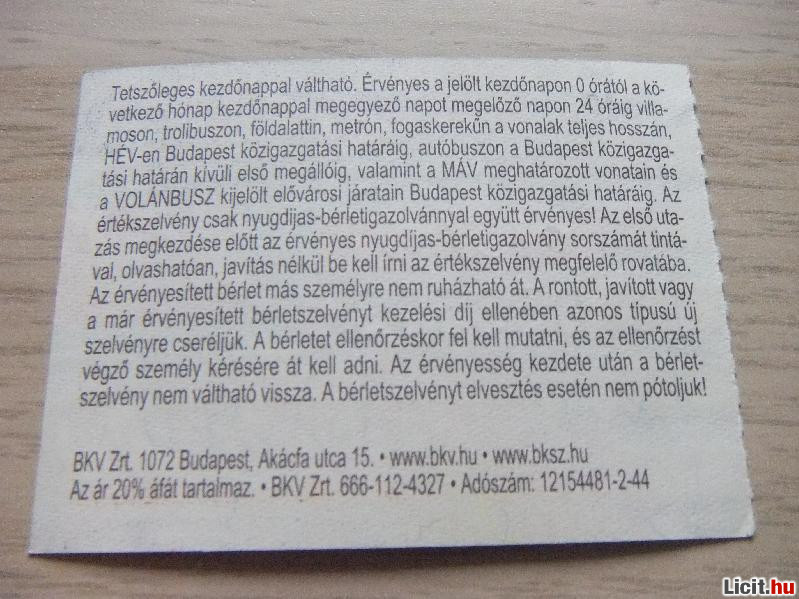 Tetszőleges kezdőnappal váltható. Érvényes a jelölt kezdőnapon 0 órától a kö-
vetkező hónap kezdőnappal megegyező napot megelőző napon 24 óráig villa-
moson, trolibuszon, földalattin, metrón, fogaskerekűn a vonalak teljes hosszán,
HÉV-en Budapest közigazgatási határáig, autóbuszon a Budapest közigazga-
tási határán kívüli első megállóig, valamint a MÁV meghatározott vonatain és
a VOLÁNBUSZ kijelölt elővárosi járatain Budapest közigazgatási határáig. Az
értékszelvény csak nyugdíjas-bérletigazolvánnyal együtt érvényes! Az első uta-
zás megkezdése előtt az érvényes nyugdíjas-bérletigazolvány sorszámát tintá-
val, olvashatóan, javítás nélkül be kell írni az értékszelvény megfelelő rovatába.
Az érvényesített bérlet más személyre nem ruházható át. A rontott, javított vagy
a már érvényesített bérletszelvényt kezelési díj ellenében azonos típusú új
szelvényre cseréljük. A bérletet ellenőrzéskor fel kell mutatni, és az ellenőrzést
végző személy kérésére át kell adni. Az érvényesség kezdete után a bérlet-
szelvény nem váltható vissza. A bérletszelvényt elvesztés esetén nem pótoljuk!
BKV Zrt. 1072 Budapest, Akácfa utca 15. • www.bkv.hu • www.bksz.hu
Az ár 20% áfát tartalmaz. • BKV Zrt. 666-112-4327 • Adószám: 12154481-2-44
Licit.hu